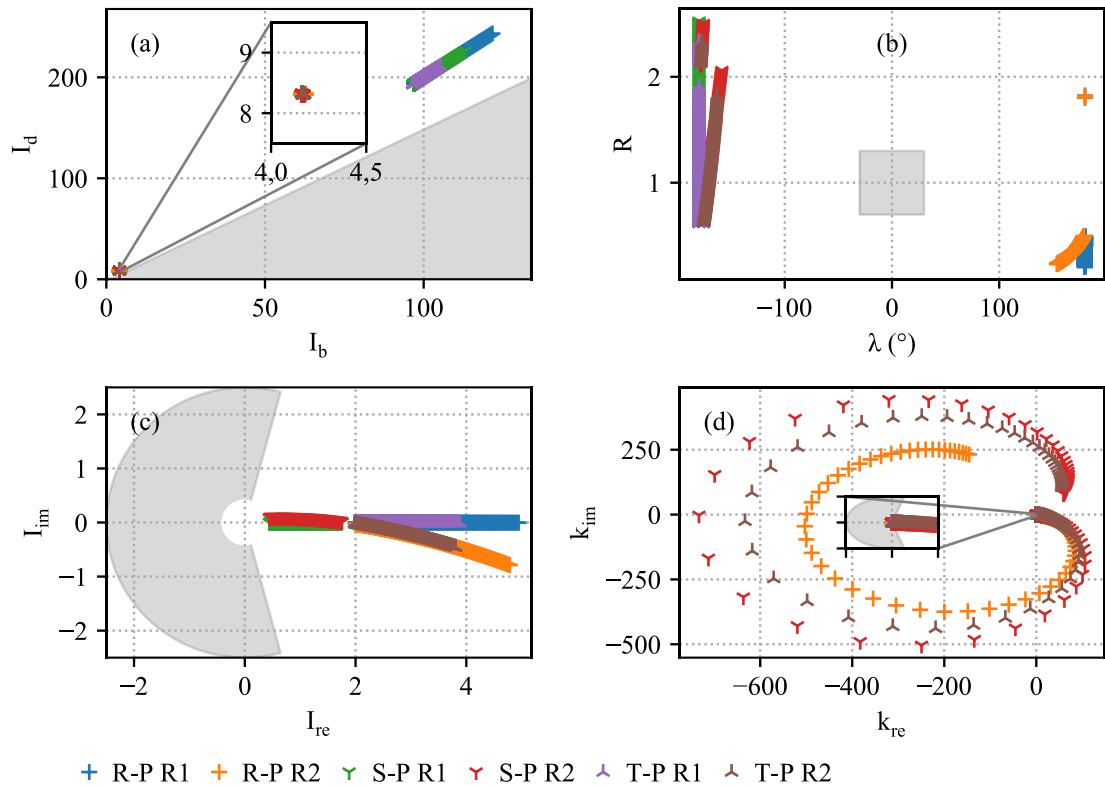 (a)
I_d
200
100
0
9
8
4,0
4,5
0
50
100
I_b
(b)
R
2
1
−100
0
100
λ (°)
(c)
I_im
2
1
0
−1
−2
−2
0
2
4
I_re
(d)
k_im
250
0
−250
−500
−600
−400
−200
0
k_re
R-P R1 R-P R2 S-P R1 S-P R2 T-P R1 T-P R2